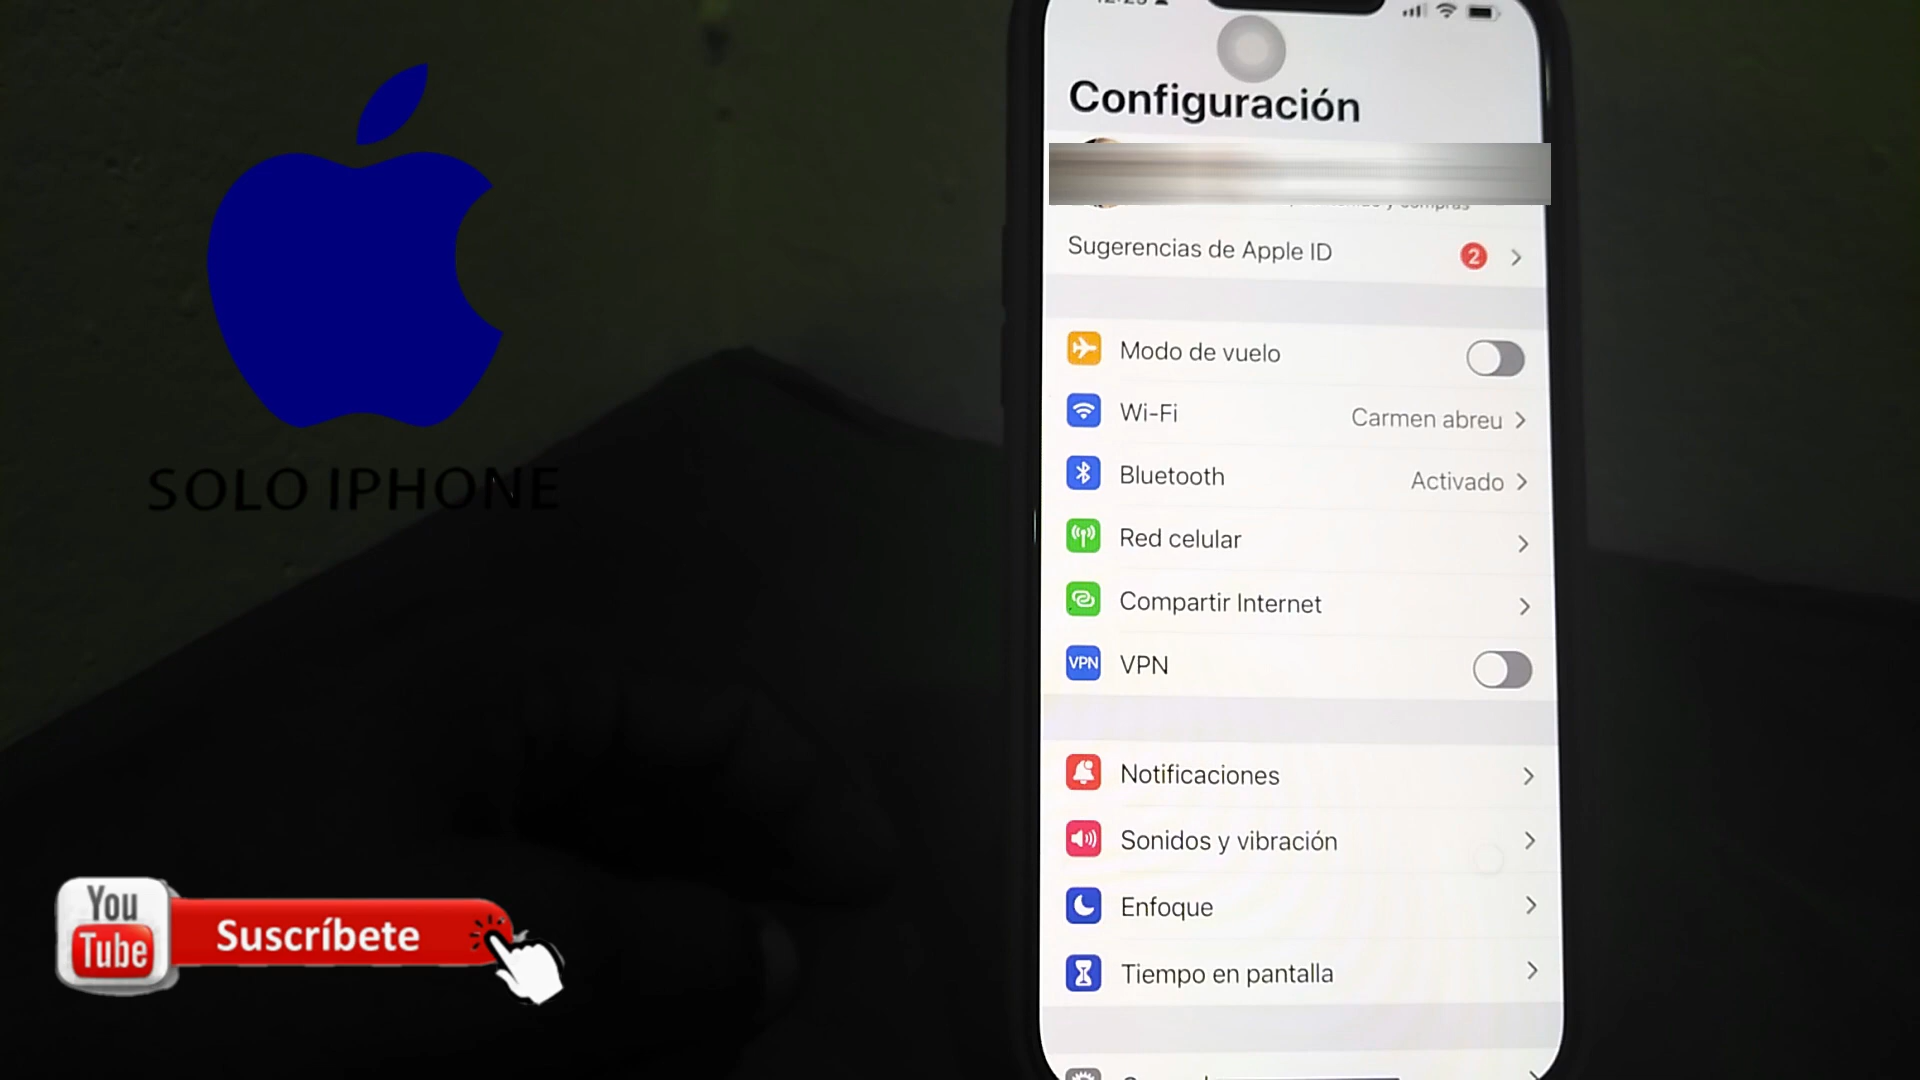 SOLO IPHONE
You
Tube
Suscríbete
Configuración
y compras
Sugerencias de Apple ID 2
Modo de vuelo
Wi-Fi Carmen abreu
Bluetooth Activado
Red celular
Compartir Internet
VPN VPN
Notificaciones
Sonidos y vibración
Enfoque
Tiempo en pantalla